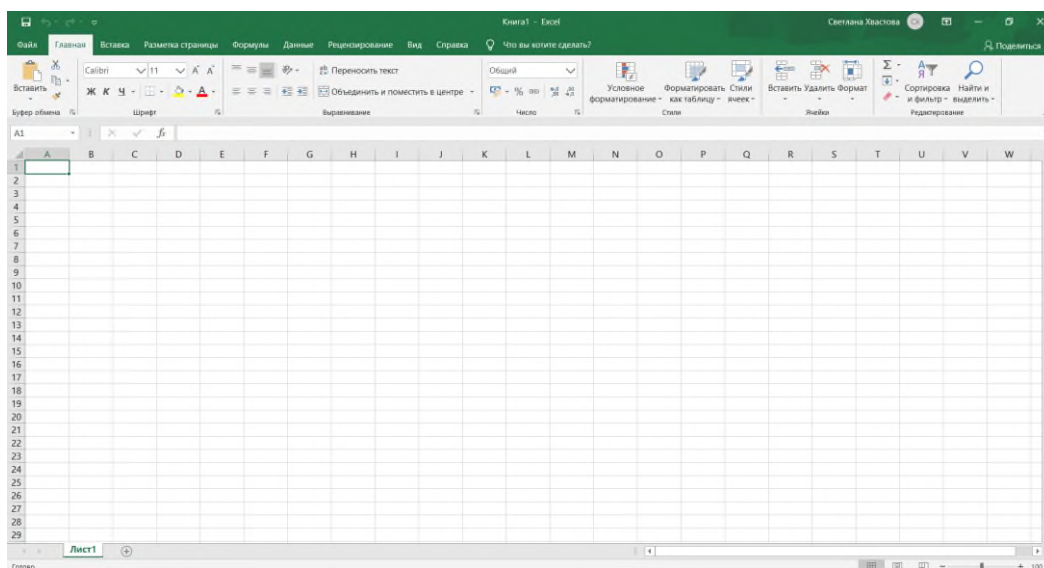 Книга1 - Excel
Светлана Хвастова
Файл Главная Вставка Разметка страницы Формулы Данные Рецензирование Вид Справка Что вы хотите сделать? Поделиться
Вставить
Calibri 11
Ж К Ч
Переносить текст
Объединить и поместить в центре
Общий
% 000
Условное форматирование
Форматировать как таблицу
Стили ячеек
Вставить Удалить Формат
Сортировка и фильтр
Найти и выделить
Буфер обмена Шрифт Выравнивание Число Стили Ячейки Редактирование
A1 fx
A B C D E F G H I J K L M N O P Q R S T U V W
1
2
3
4
5
6
7
8
9
10
11
12
13
14
15
16
17
18
19
20
21
22
23
24
25
26
27
28
29
Лист1
Готово 100